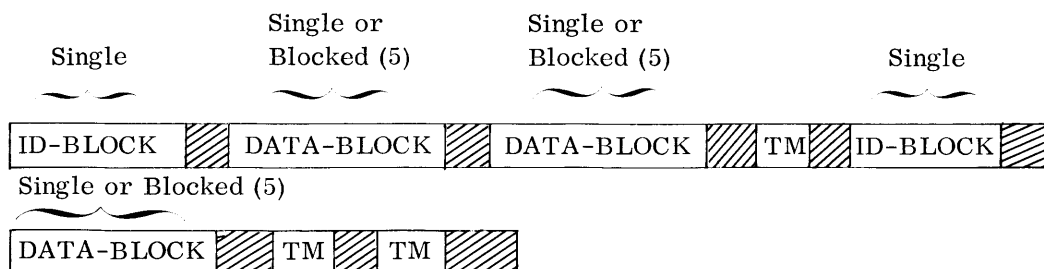 Single or Single or
Single Blocked (5) Blocked (5) Single
ID-BLOCK DATA-BLOCK DATA-BLOCK TM ID-BLOCK
Single or Blocked (5)
DATA-BLOCK TM TM